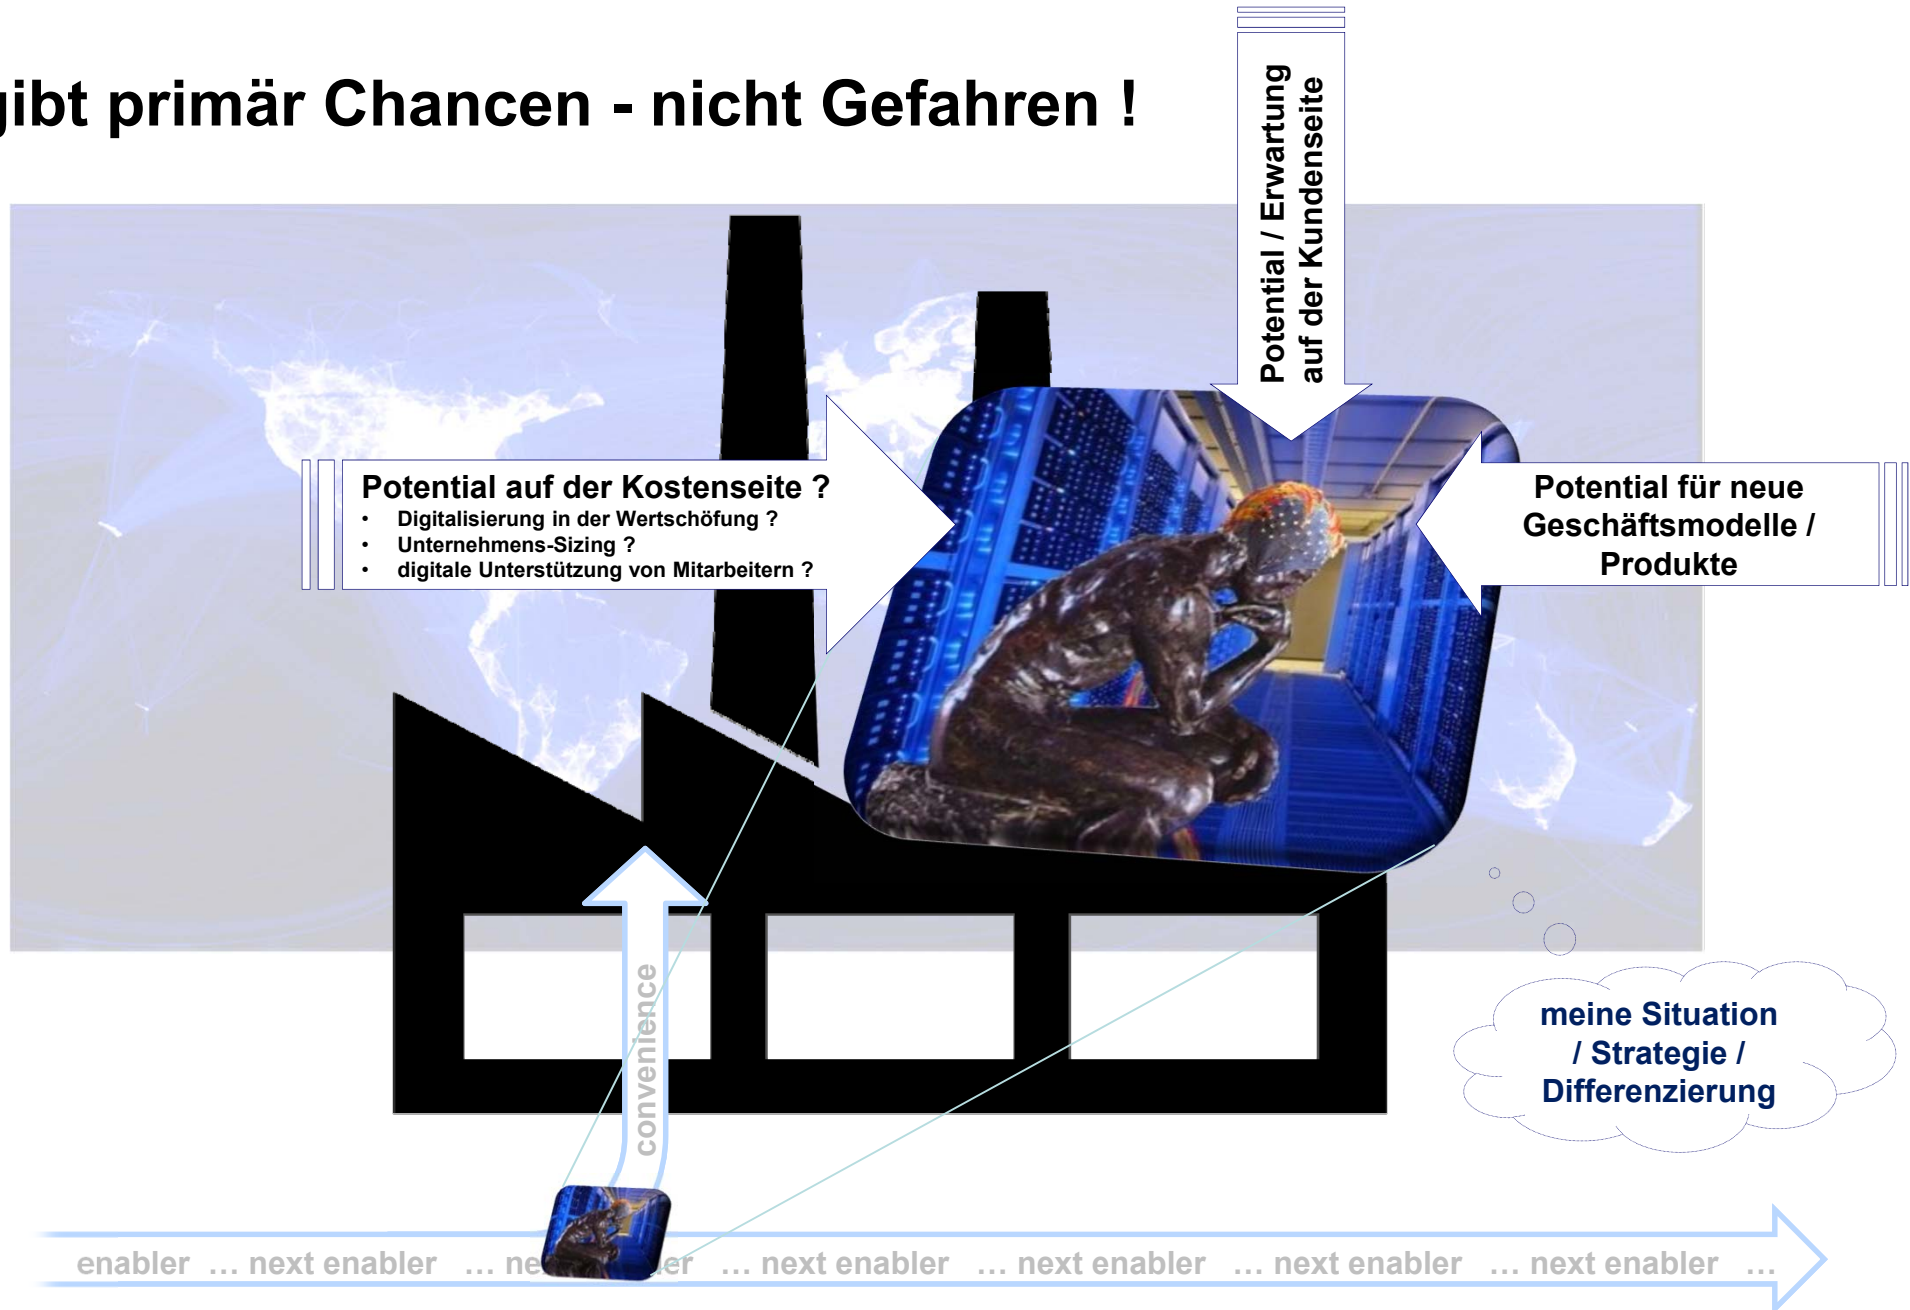 gibt primär Chancen - nicht Gefahren !
Potential / Erwartung
auf der Kundenseite
Potential auf der Kostenseite ?
• Digitalisierung in der Wertschöfung ?
• Unternehmens-Sizing ?
• digitale Unterstützung von Mitarbeitern ?
Potential für neue
Geschäftsmodelle /
Produkte
meine Situation
/ Strategie /
Differenzierung
convenience
enabler … next enabler … ne er … next enabler … next enabler … next enabler … next enabler …